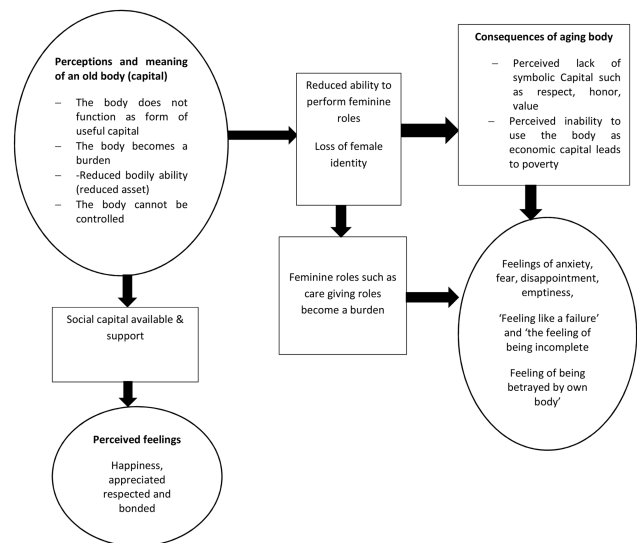 Perceptions and meaning
of an old body (capital)
– The body does not
function as form of
useful capital
– The body becomes a
burden
– -Reduced bodily ability
(reduced asset)
– The body cannot be
controlled
Reduced ability to
perform feminine
roles
Loss of female
identity
Consequences of aging body
– Perceived lack of
symbolic Capital such
as respect, honor,
value
– Perceived inability to
use the body as
economic capital leads
to poverty
Feminine roles such as
care giving roles
become a burden
Feelings of anxiety,
fear, disappointment,
emptiness,
‘Feeling like a failure’
and ‘the feeling of
being incomplete
Feeling of being
betrayed by own
body’
Social capital available &
support
Perceived feelings
Happiness,
appreciated
respected and
bonded